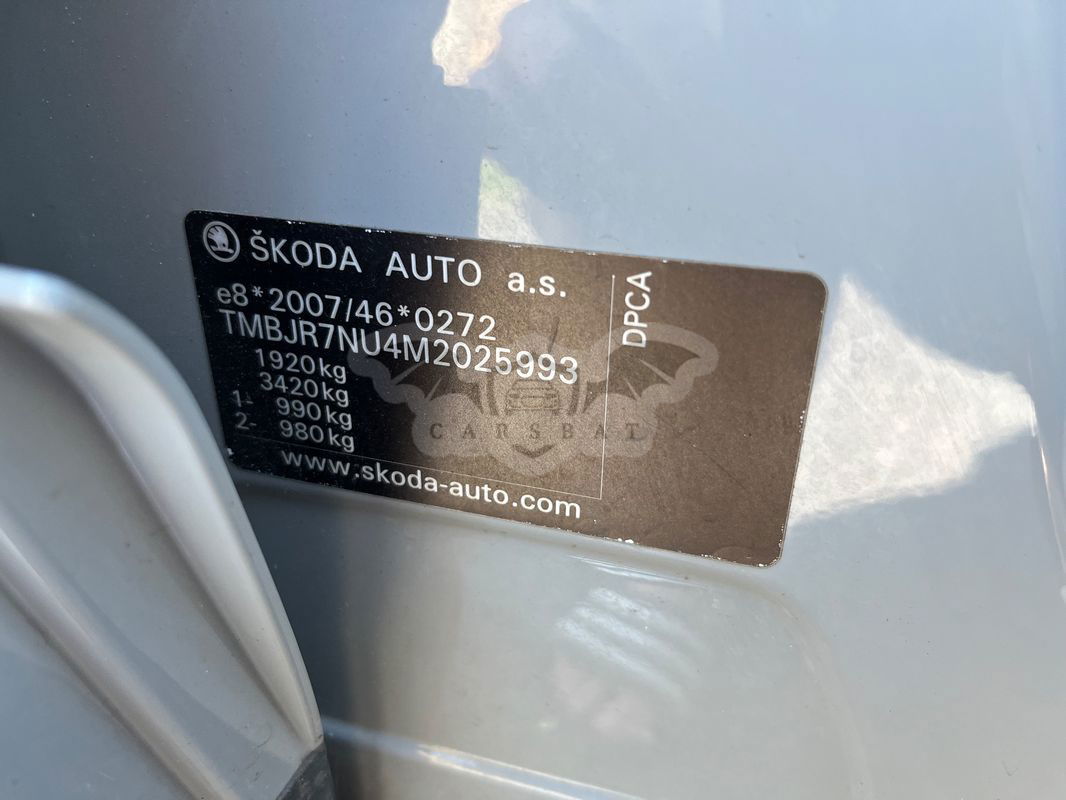 ŠKODA AUTO a.s.
e8*2007/46*0272
TMBJR7NU4M2025993
1920kg
3420kg
1- 990kg
2- 980kg
www.skoda-auto.com
DPCA
CARSBAT